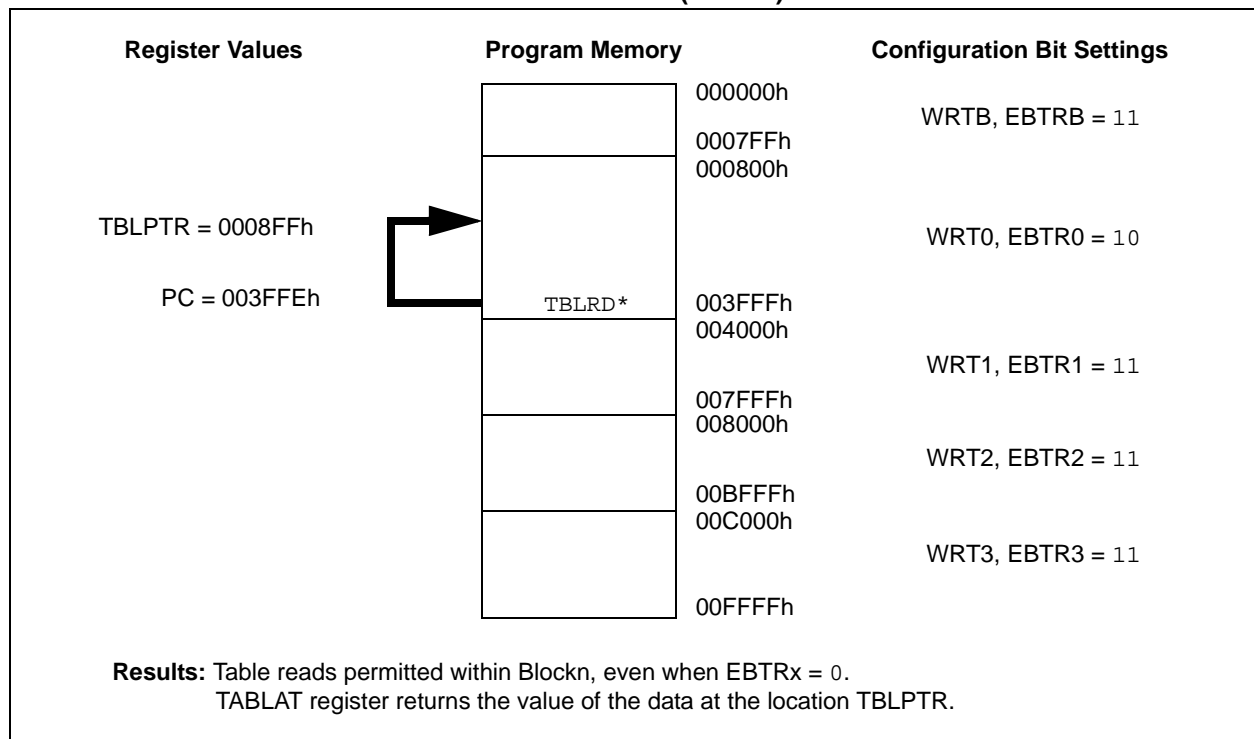 Register Values Program Memory Configuration Bit Settings
000000h
WRTB, EBTRB = 11
0007FFh
000800h
TBLPTR = 0008FFh
WRT0, EBTR0 = 10
PC = 003FFEh
TBLRD*
003FFFh
004000h
WRT1, EBTR1 = 11
007FFFh
008000h
WRT2, EBTR2 = 11
00BFFFh
00C000h
WRT3, EBTR3 = 11
00FFFFh
Results: Table reads permitted within Blockn, even when EBTRx = 0.
TABLAT register returns the value of the data at the location TBLPTR.